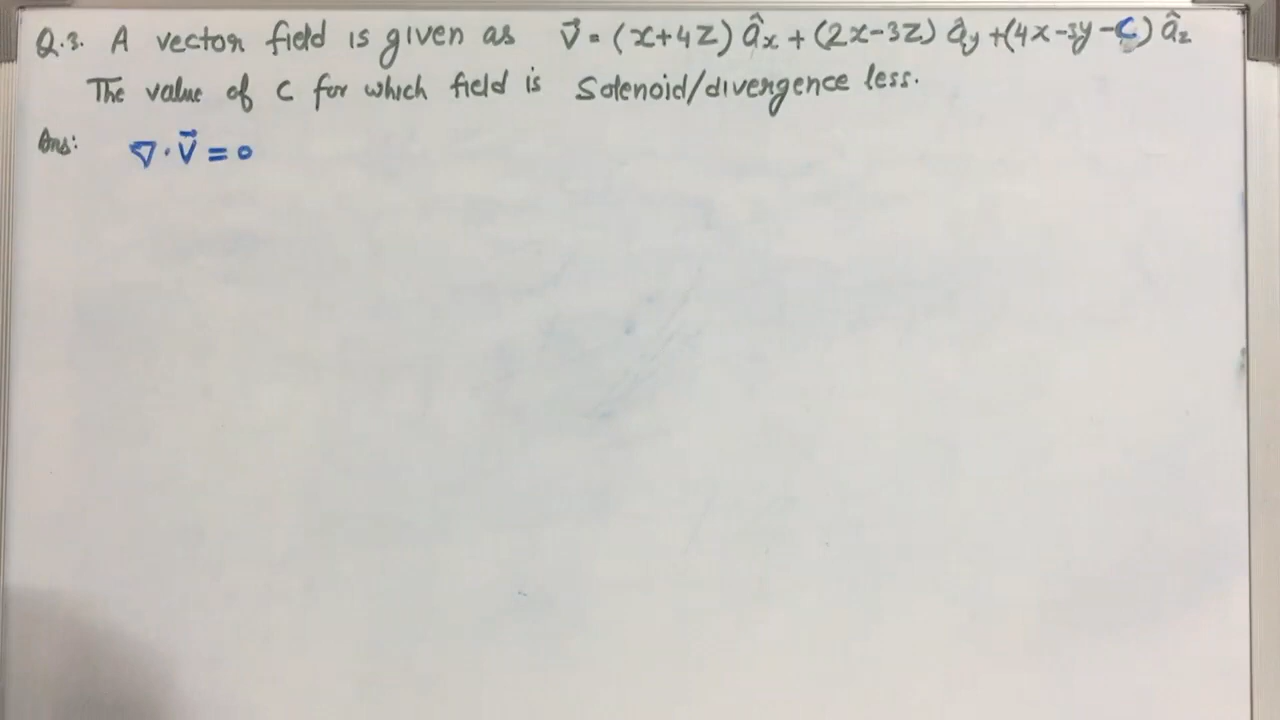 Q.3. A vector field is given as V⃗ = (x+4z) âx + (2x-3z) ây +(4x-3y-C) âz
The value of C for which field is Solenoid/divergence less.
Ans: ∇·V⃗ = 0